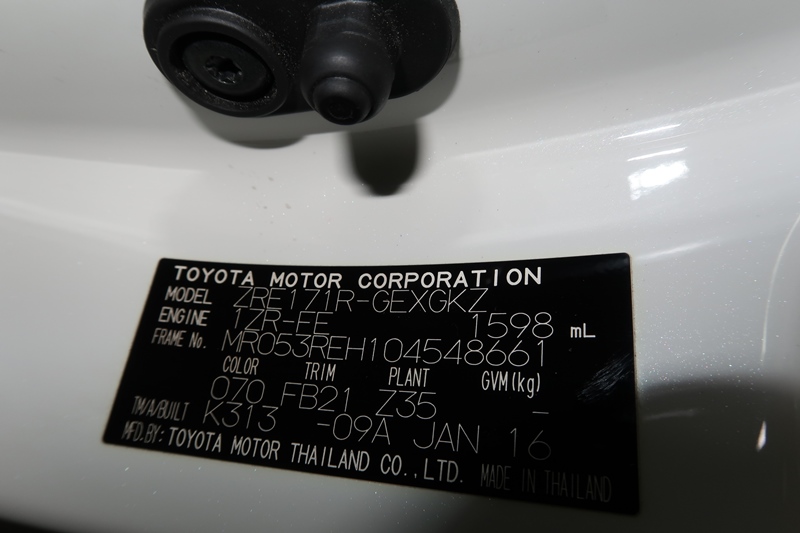 TOYOTA MOTOR CORPORATION
MODEL ZRE171R-GEXGKZ
ENGINE 1ZR-FE 1598 mL
FRAME No. MR053REH104548661
COLOR TRIM PLANT GVM(kg)
070 FB21 Z35 -
TM/A/BUILT K313 -09A JAN 16
MFD.BY: TOYOTA MOTOR THAILAND CO.,LTD. MADE IN THAILAND